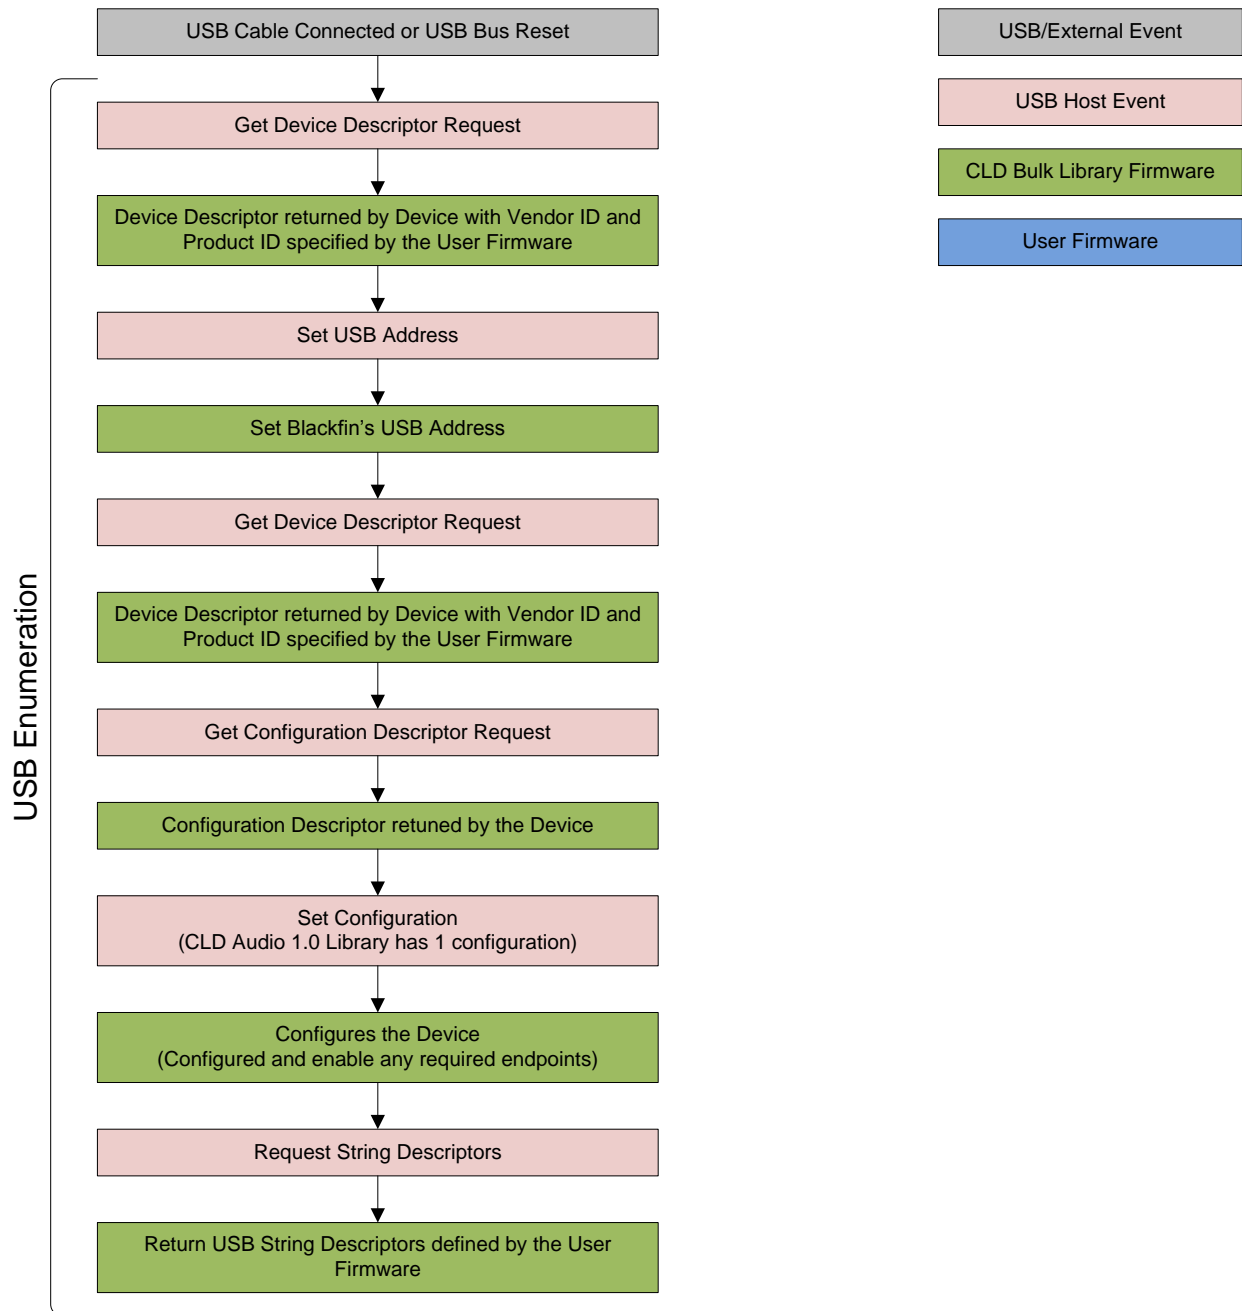 USB Cable Connected or USB Bus Reset
Get Device Descriptor Request
Device Descriptor returned by Device with Vendor ID and
Product ID specified by the User Firmware
Set USB Address
Set Blackfin's USB Address
Get Device Descriptor Request
Device Descriptor returned by Device with Vendor ID and
Product ID specified by the User Firmware
Get Configuration Descriptor Request
Configuration Descriptor retuned by the Device
Set Configuration
(CLD Audio 1.0 Library has 1 configuration)
Configures the Device
(Configured and enable any required endpoints)
Request String Descriptors
Return USB String Descriptors defined by the User
Firmware
USB Enumeration
USB/External Event
USB Host Event
CLD Bulk Library Firmware
User Firmware